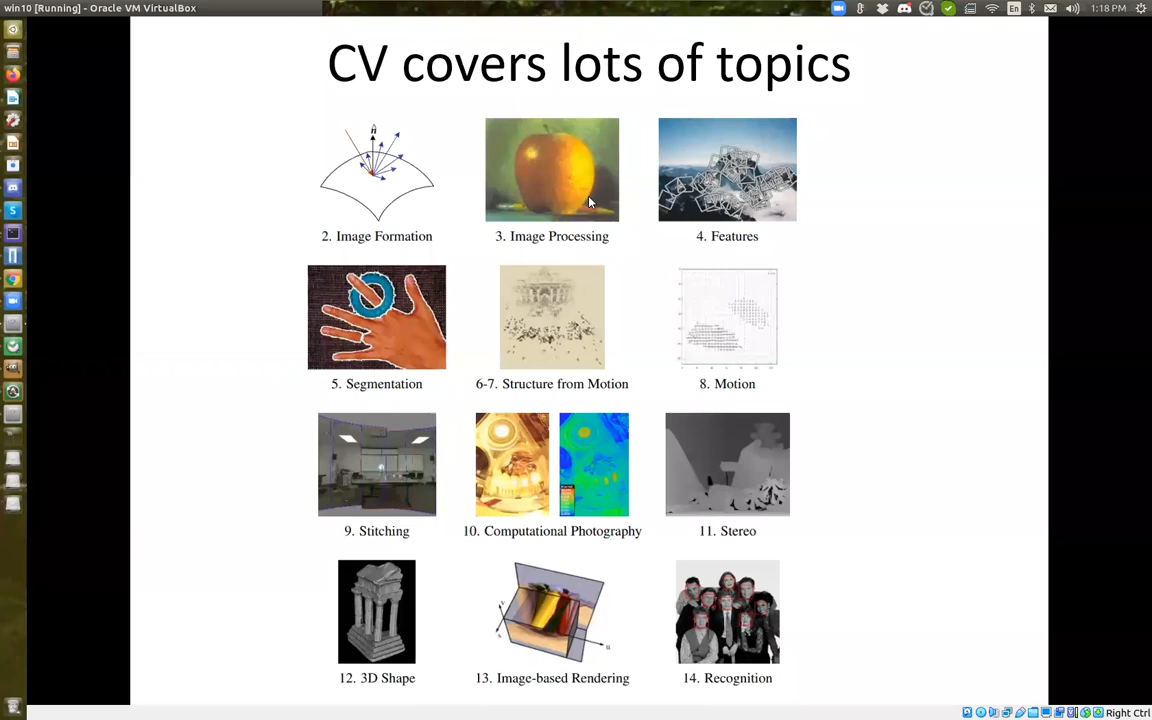 win10 [Running] - Oracle VM VirtualBox
En
1:18 PM
CV covers lots of topics
n̂
2. Image Formation
3. Image Processing
4. Features
5. Segmentation
6-7. Structure from Motion
8. Motion
9. Stitching
10. Computational Photography
11. Stereo
v
s
u
12. 3D Shape
13. Image-based Rendering
14. Recognition
Right Ctrl